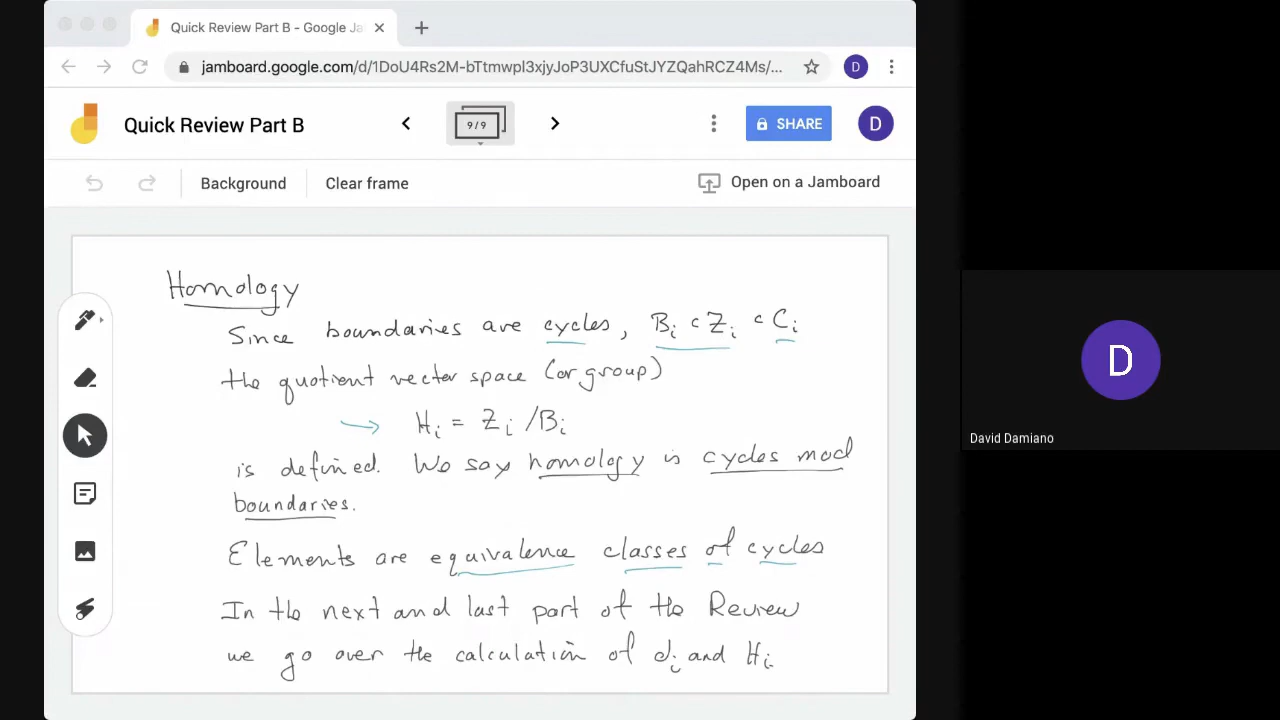 Quick Review Part B - Google Ja
jamboard.google.com/d/1DoU4Rs2M-bTtmwpl3xjyJoP3UXCfuStJYZQahRCZ4Ms/...
D
Quick Review Part B
9/9
SHARE
D
Background
Clear frame
Open on a Jamboard
Homology
Since boundaries are cycles, Bᵢ ⊂ Zᵢ ⊂ Cᵢ
the quotient vector space (or group)
→ Hᵢ = Zᵢ/Bᵢ
is defined. We say homology is cycles mod
boundaries.
Elements are equivalence classes of cycles
In the next and last part of the Review
we go over the calculation of ∂ᵢ and Hᵢ
D
David Damiano